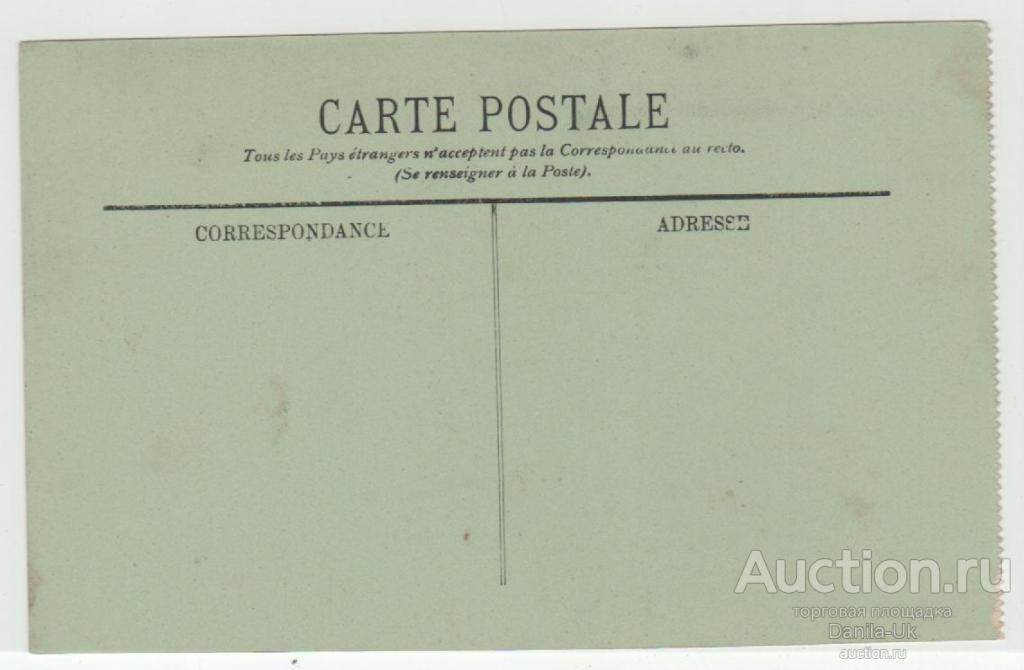 CARTE POSTALE
Tous les Pays étrangers n'acceptent pas la Correspondance au recto.
(Se renseigner à la Poste).
CORRESPONDANCE
ADRESSE
Auction.ru
торговая площадка
Danila-Uk
auction.ru